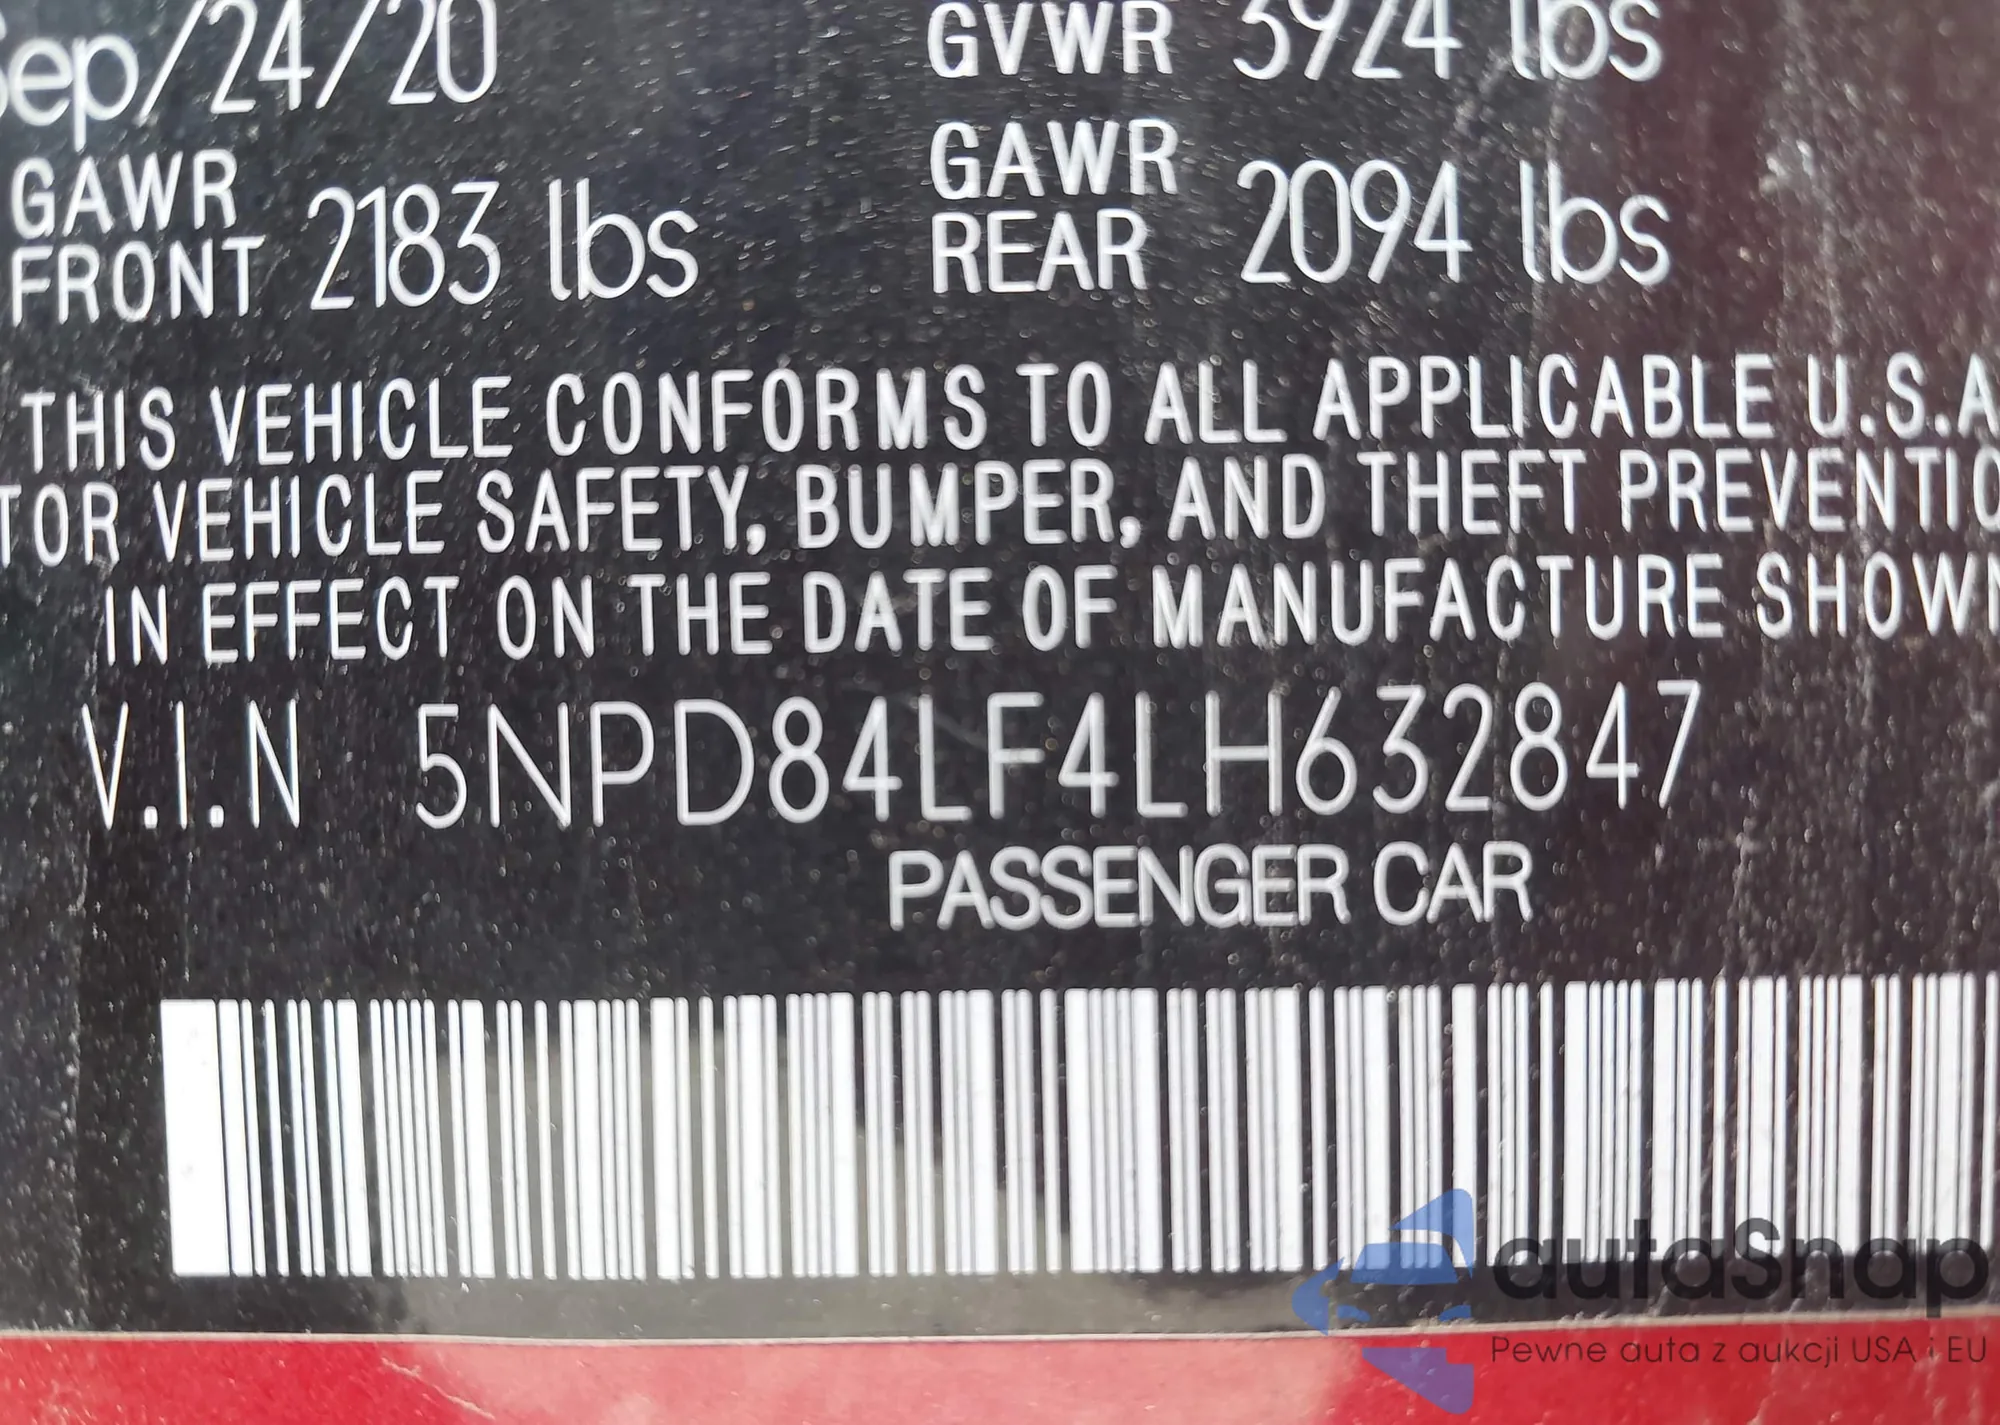 Sep/24/20 GVWR 3924 lbs
GAWR FRONT 2183 lbs GAWR REAR 2094 lbs
THIS VEHICLE CONFORMS TO ALL APPLICABLE U.S.A
TOR VEHICLE SAFETY, BUMPER, AND THEFT PREVENTIO
IN EFFECT ON THE DATE OF MANUFACTURE SHOWN
V.I.N 5NPD84LF4LH632847
PASSENGER CAR
autaSnap
Pewne auta z aukcji USA i EU